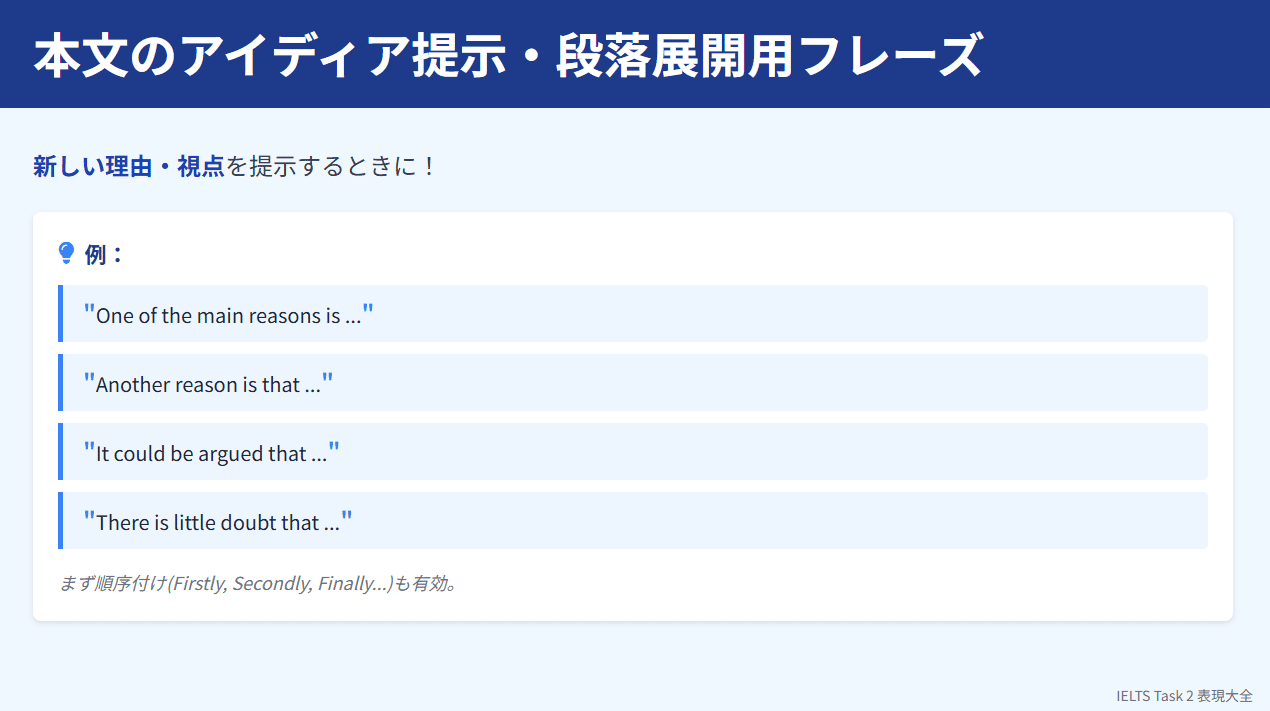 本文のアイディア提示・段落展開用フレーズ
新しい理由・視点を提示するときに！
例：
"One of the main reasons is ..."
"Another reason is that ..."
"It could be argued that ..."
"There is little doubt that ..."
まず順序付け(Firstly, Secondly, Finally...)も有効。
IELTS Task 2 表現大全